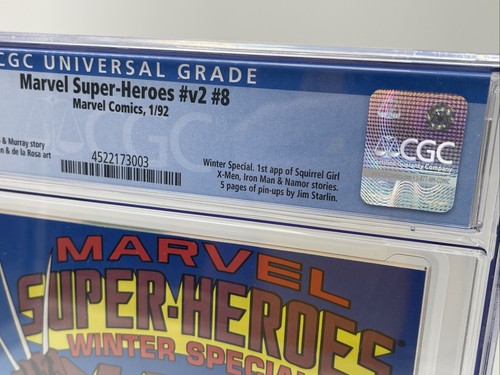 CGC UNIVERSAL GRADE
Marvel Super-Heroes #v2 #8
Marvel Comics, 1/92
& Murray story
& de la Rosa art
4522173003
Winter Special. 1st app of Squirrel Girl
X-Men, Iron Man & Namor stories.
5 pages of pin-ups by Jim Starlin.
CGC
CGC
MARVEL
SUPER-HEROES
WINTER SPECIAL